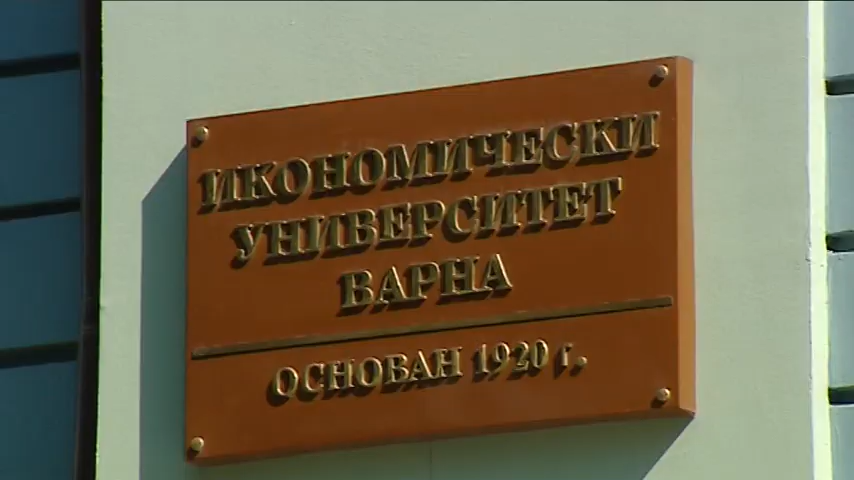 ИКОНОМИЧЕСКИ
УНИВЕРСИТЕТ
ВАРНА
ОСНОВАН 1920 г.